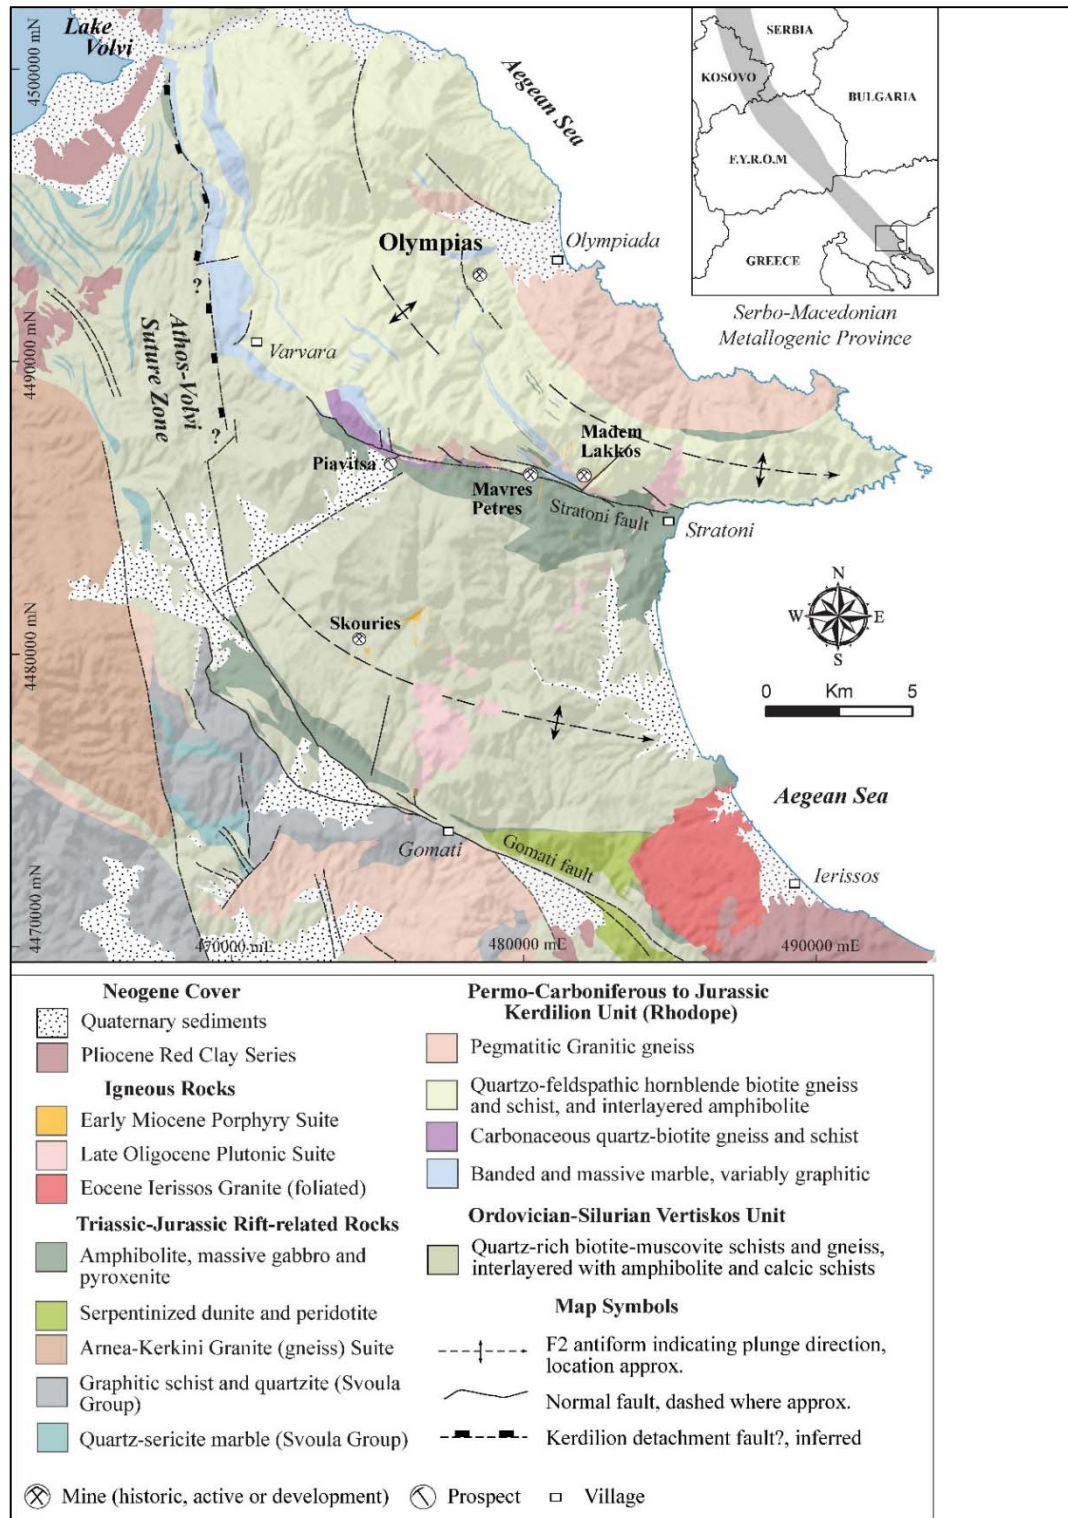 Lake
Volvi
Aegean Sea
4500000 mN
Olympias
Olympiada
SERBIA
KOSOVO
BULGARIA
F.Y.R.O.M
GREECE
Serbo-Macedonian
Metallogenic Province
?
Athos-Volvi
Suture Zone
?
Varvara
4490000 mN
Piavitsa
Madem
Lakkos
Mavres
Petres
Stratoni fault
Stratoni
N
W E
S
Skouries
4480000 mN
0 Km 5
Aegean Sea
Gomati
Gomati fault
Ierissos
4470000 mN
470000 mE
480000 mE
490000 mE
Neogene Cover
Quaternary sediments
Pliocene Red Clay Series
Igneous Rocks
Early Miocene Porphyry Suite
Late Oligocene Plutonic Suite
Eocene Ierissos Granite (foliated)
Triassic-Jurassic Rift-related Rocks
Amphibolite, massive gabbro and
pyroxenite
Serpentinized dunite and peridotite
Arnea-Kerkini Granite (gneiss) Suite
Graphitic schist and quartzite (Svoula
Group)
Quartz-sericite marble (Svoula Group)
Permo-Carboniferous to Jurassic
Kerdilion Unit (Rhodope)
Pegmatitic Granitic gneiss
Quartzo-feldspathic hornblende biotite gneiss
and schist, and interlayered amphibolite
Carbonaceous quartz-biotite gneiss and schist
Banded and massive marble, variably graphitic
Ordovician-Silurian Vertiskos Unit
Quartz-rich biotite-muscovite schists and gneiss,
interlayered with amphibolite and calcic schists
Map Symbols
F2 antiform indicating plunge direction,
location approx.
Normal fault, dashed where approx.
Kerdilion detachment fault?, inferred
Mine (historic, active or development)
Prospect
Village